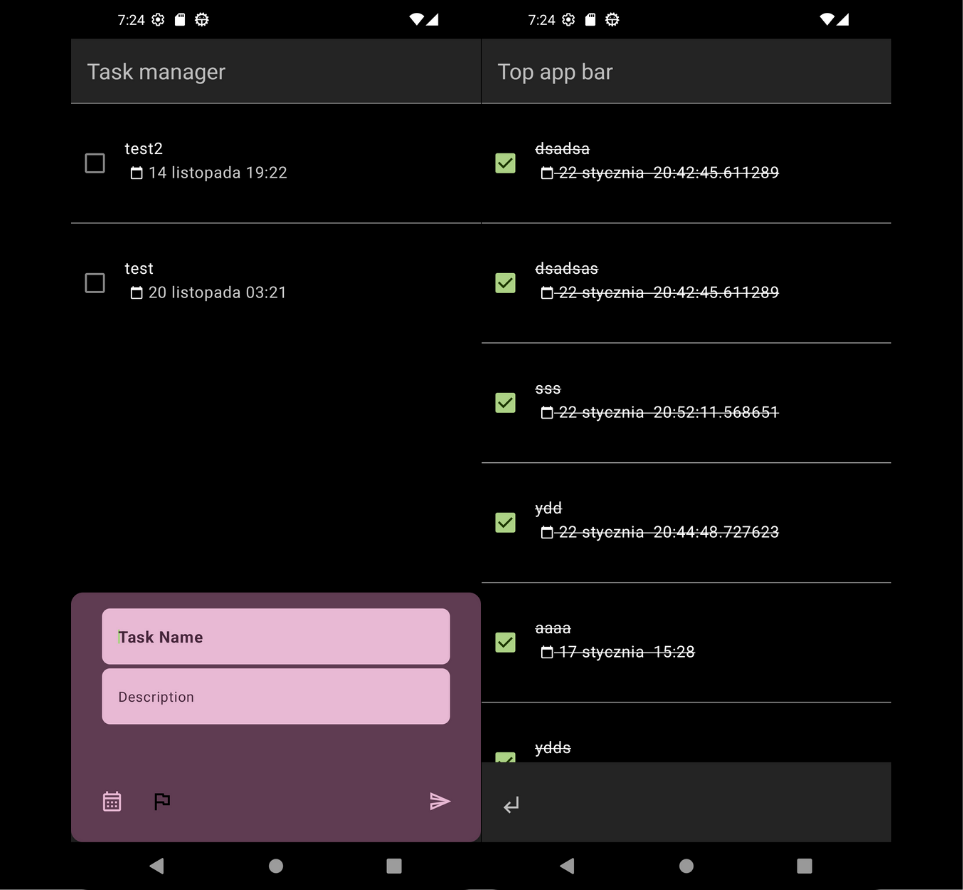 7:24
Task manager
test2
14 listopada 19:22
test
20 listopada 03:21
Task Name
Description
7:24
Top app bar
dsadsa
22 stycznia 20:42:45.611289
dsadsas
22 stycznia 20:42:45.611289
sss
22 stycznia 20:52:11.568651
ydd
22 stycznia 20:44:48.727623
aaaa
17 stycznia 15:28
ydds